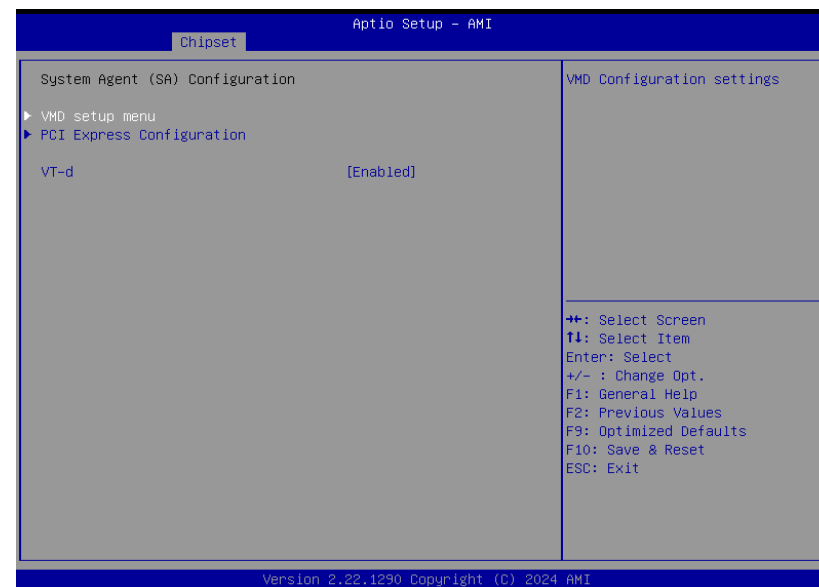 Aptio Setup – AMI
Chipset
System Agent (SA) Configuration
▶ VMD setup menu
▶ PCI Express Configuration
VT-d [Enabled]
VMD Configuration settings
→←: Select Screen
↑↓: Select Item
Enter: Select
+/- : Change Opt.
F1: General Help
F2: Previous Values
F9: Optimized Defaults
F10: Save & Reset
ESC: Exit
Version 2.22.1290 Copyright (C) 2024 AMI